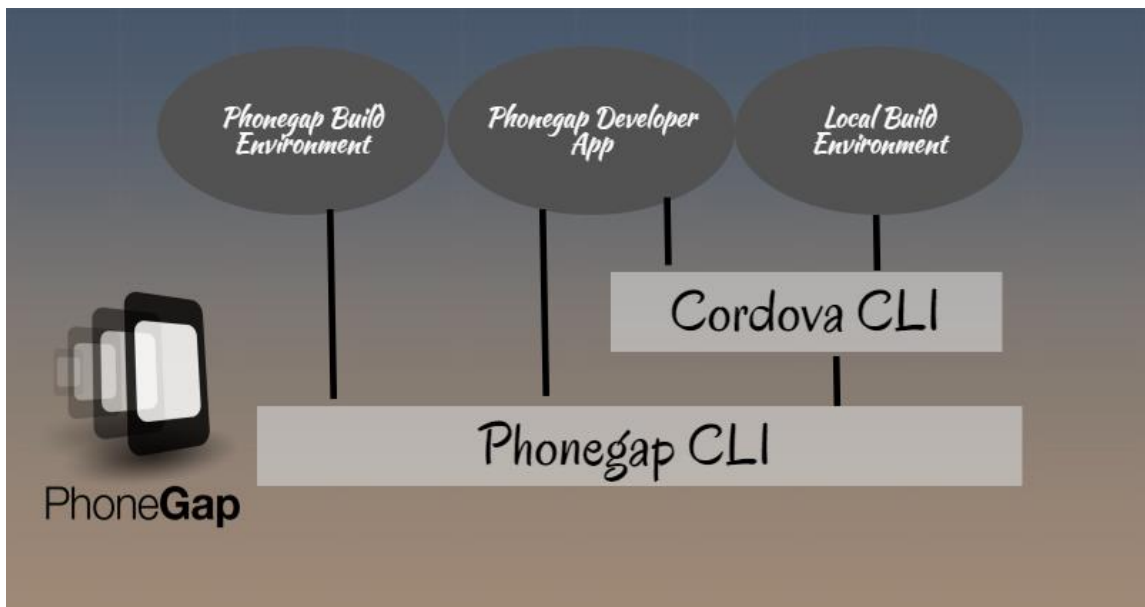 Phonegap Build
Environment
Phonegap Developer
App
Local Build
Environment
Cordova CLI
Phonegap CLI
PhoneGap